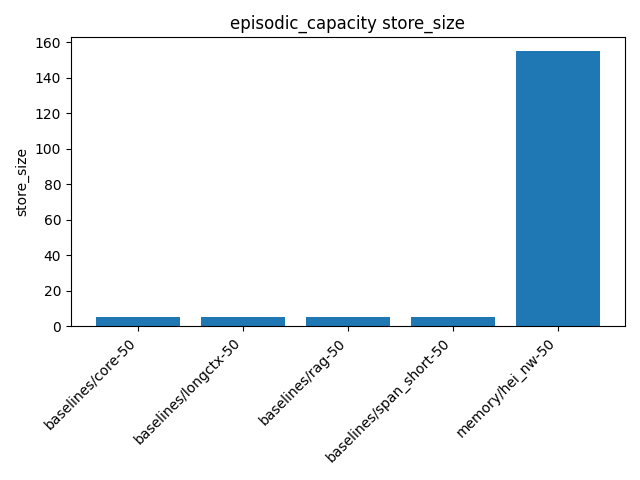 episodic_capacity store_size
store_size
160
140
120
100
80
60
40
20
0
baselines/core-50
baselines/longctx-50
baselines/rag-50
baselines/span_short-50
memory/hei_nw-50